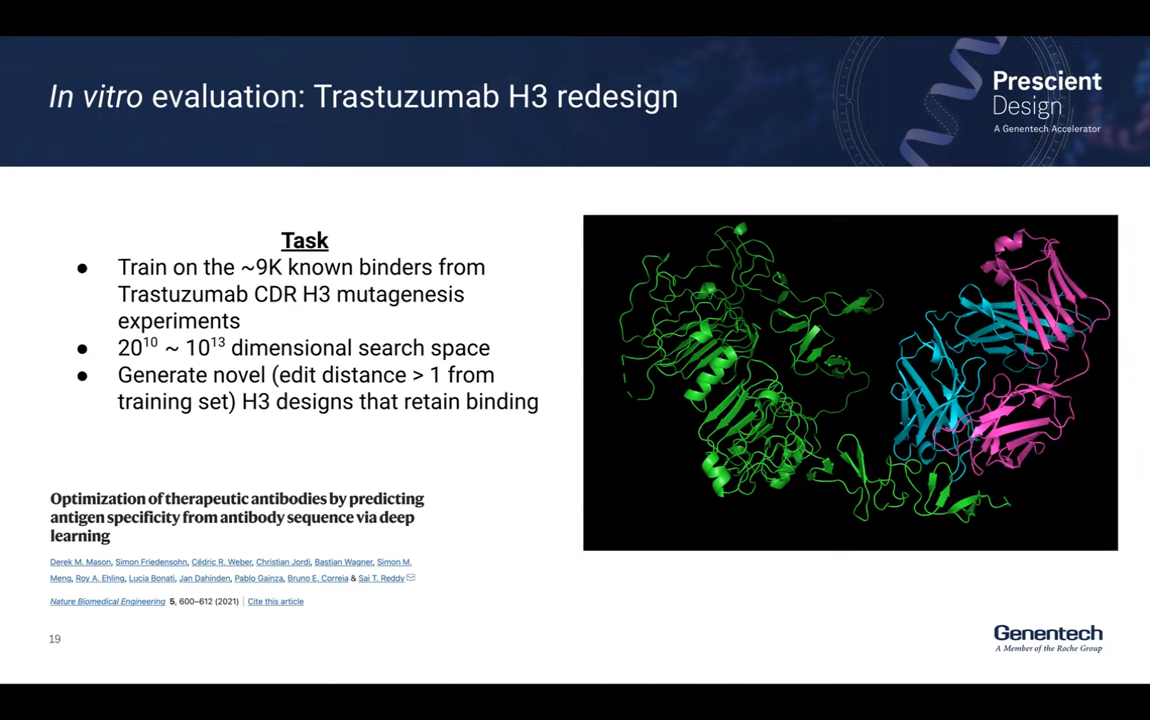 In vitro evaluation: Trastuzumab H3 redesign
Prescient
Design
A Genentech Accelerator
Task
● Train on the ~9K known binders from
Trastuzumab CDR H3 mutagenesis
experiments
● 20¹⁰ ~ 10¹³ dimensional search space
● Generate novel (edit distance > 1 from
training set) H3 designs that retain binding
Optimization of therapeutic antibodies by predicting
antigen specificity from antibody sequence via deep
learning
Derek M. Mason, Simon Friedensohn, Cédric R. Weber, Christian Jordi, Bastian Wagner, Simon M.
Meng, Roy A. Ehling, Lucia Bonati, Jan Dahinden, Pablo Gainza, Bruno E. Correia & Sai T. Reddy
Nature Biomedical Engineering 5, 600–612 (2021) | Cite this article
19
Genentech
A Member of the Roche Group